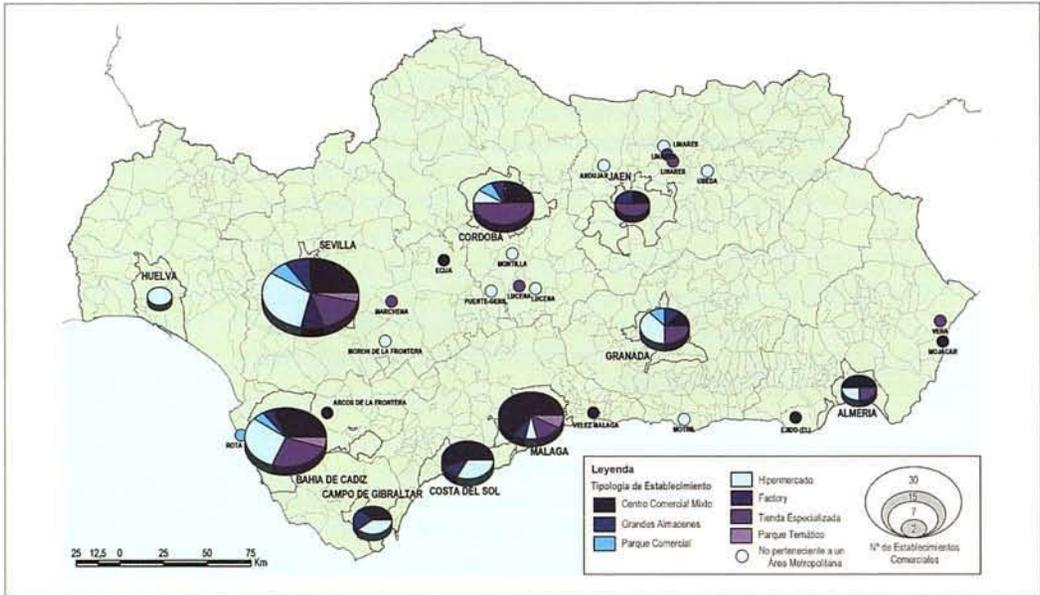 LINARES
LINARES
LINARES
ANDUJAR
JAEN
UBEDA
CORDOBA
SEVILLA
ECIJA
MONTILLA
HUELVA
PUENTE-GENIL
LUCENA
LUCENA
MARCHENA
MORON DE LA FRONTERA
GRANADA
VERA
MOJACAR
ARCOS DE LA FRONTERA
ALMERIA
VELEZ-MALAGA
MOTRIL
EJIDO (EL)
ROTA
MALAGA
BAHIA DE CADIZ
COSTA DEL SOL
CAMPO DE GIBRALTAR
Leyenda
Tipología de Establecimiento
Centro Comercial Mixto
Grandes Almacenes
Parque Comercial
Hipermercado
Factory
Tienda Especializada
Parque Temático
No perteneciente a un
Área Metropolitana
30
15
7
2
Nº de Establecimientos
Comerciales
25 12,5 0 25 50 75
Km